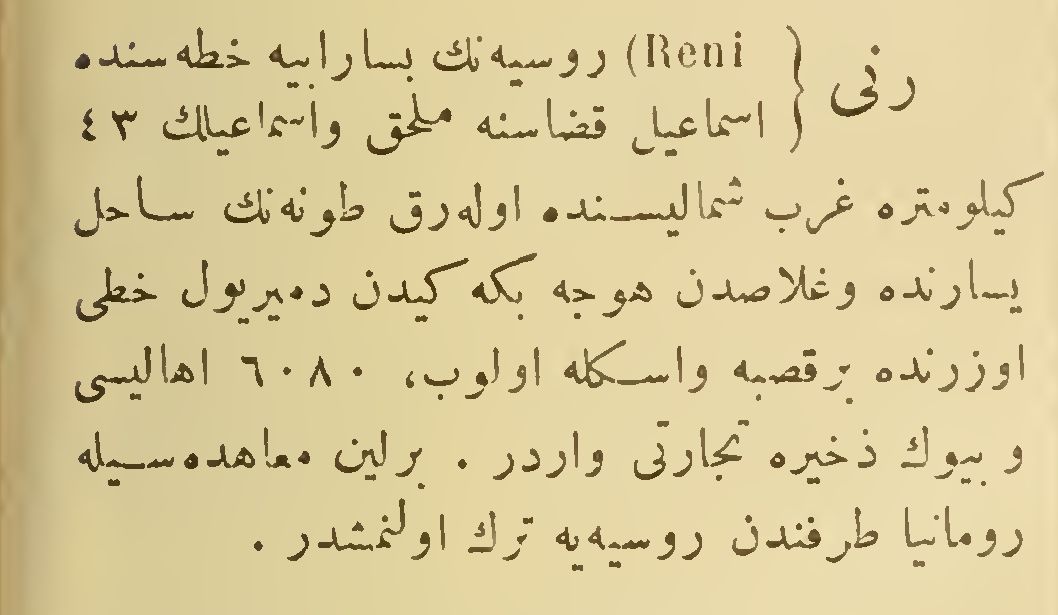 رنی { (Reni) روسیه‌نك بسارابیه خطه‌سنده
اسماعیل قضاسنه ملحق واسماعیلك ٤٣
كیلومتره غرب شمالیسنده اوله‌رق طونه‌نك ساحل
یسارنده وغلاصدن هوجه بكه كیدن دمیریول خطی
اوزرنده برقصبه واسكله اولوب، ٦٠٨٠ اهالیسی
و بیوك ذخیره تجارتی واردر . برلین معاهده‌سیله
رومانیا طرفندن روسیه‌یه ترك اولنمشدر .